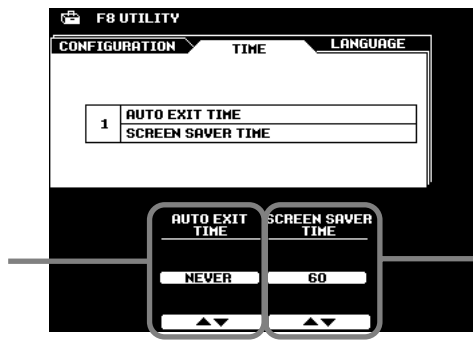 F8 UTILITY
CONFIGURATION TIME LANGUAGE
1 AUTO EXIT TIME
SCREEN SAVER TIME
AUTO EXIT TIME
SCREEN SAVER TIME
NEVER 60
▲▼ ▲▼